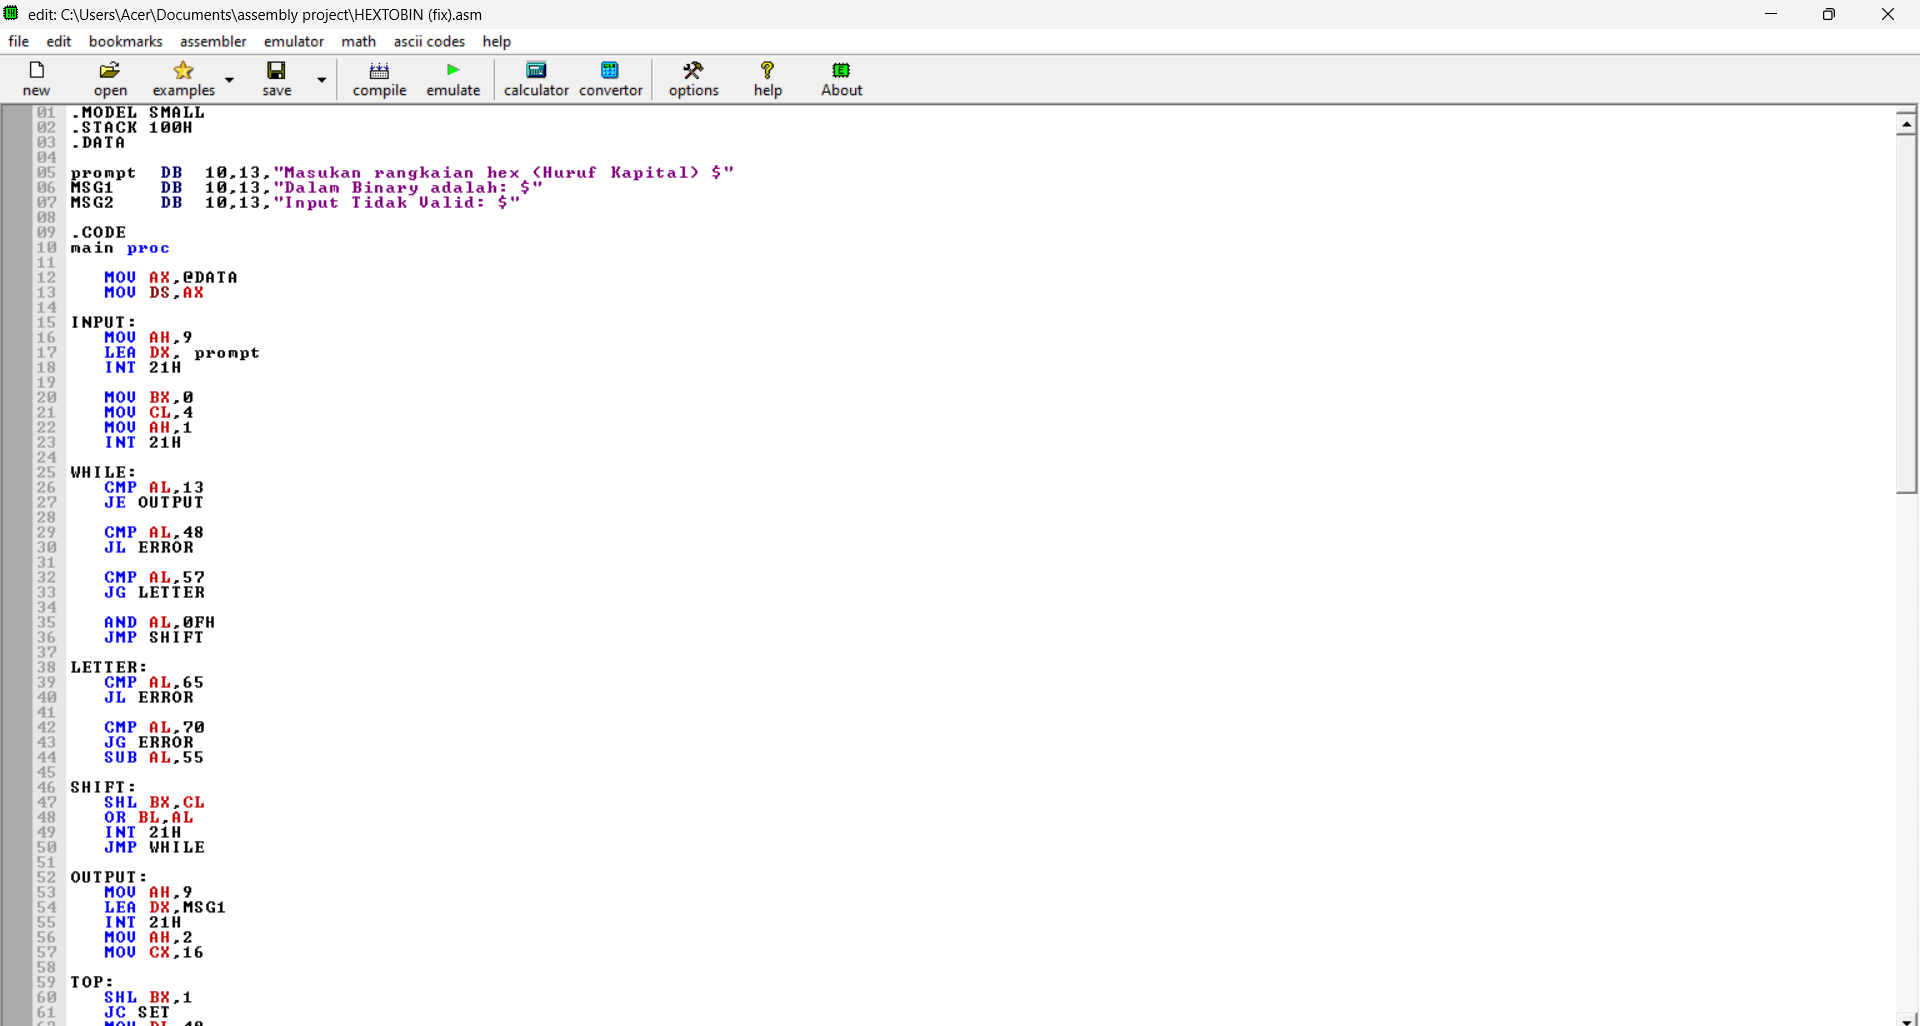 edit: C:\Users\Acer\Documents\assembly project\HEXTOBIN (fix).asm
file edit bookmarks assembler emulator math ascii codes help
new open examples save compile emulate calculator convertor options help About
01 .MODEL SMALL
02 .STACK 100H
03 .DATA
04
05 prompt DB 10,13,"Masukan rangkaian hex (Huruf Kapital) $"
06 MSG1 DB 10,13,"Dalam Binary adalah: $"
07 MSG2 DB 10,13,"Input Tidak Valid: $"
08
09 .CODE
10 main proc
11
12 MOV AX,@DATA
13 MOV DS,AX
14
15 INPUT:
16 MOV AH,9
17 LEA DX, prompt
18 INT 21H
19
20 MOV BX,0
21 MOV CL,4
22 MOV AH,1
23 INT 21H
24
25 WHILE:
26 CMP AL,13
27 JE OUTPUT
28
29 CMP AL,48
30 JL ERROR
31
32 CMP AL,57
33 JG LETTER
34
35 AND AL,0FH
36 JMP SHIFT
37
38 LETTER:
39 CMP AL,65
40 JL ERROR
41
42 CMP AL,70
43 JG ERROR
44 SUB AL,55
45
46 SHIFT:
47 SHL BX,CL
48 OR BL,AL
49 INT 21H
50 JMP WHILE
51
52 OUTPUT:
53 MOV AH,9
54 LEA DX,MSG1
55 INT 21H
56 MOV AH,2
57 MOV CX,16
58
59 TOP:
60 SHL BX,1
61 JC SET
62 MOV DL,48